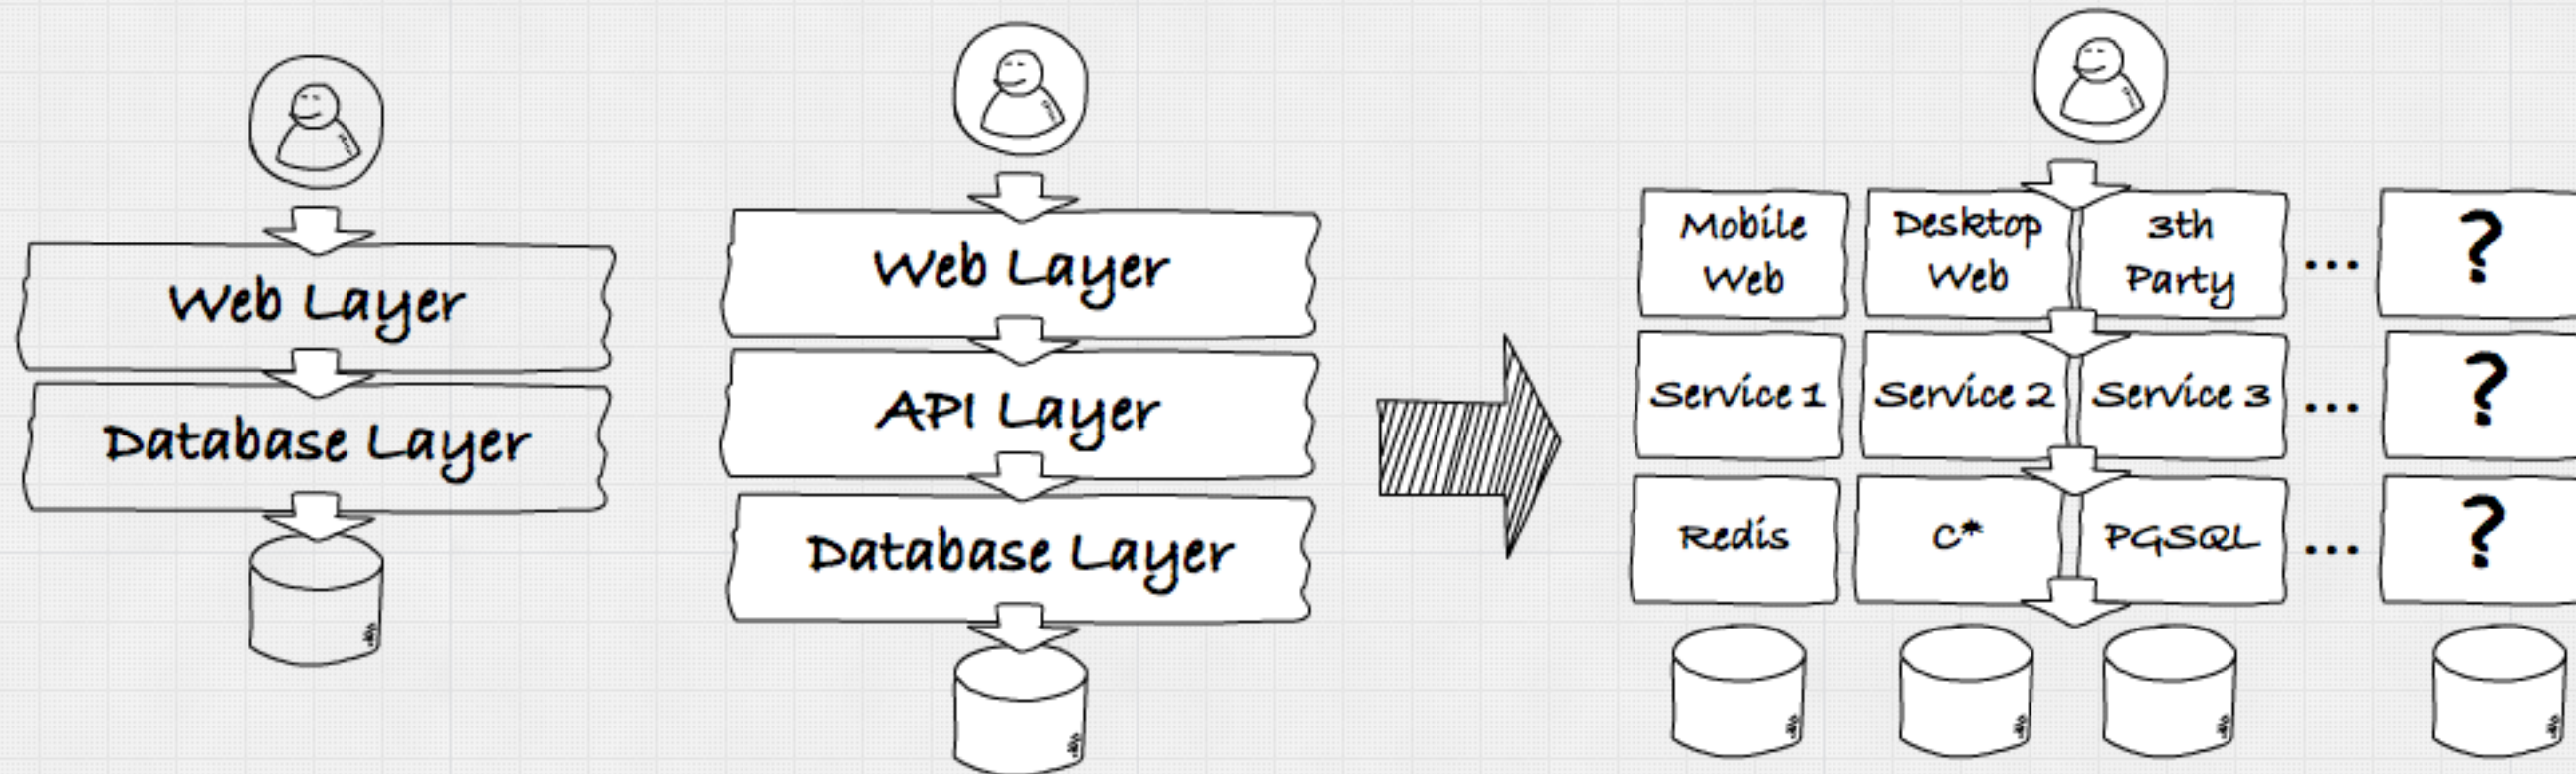 Web Layer
Database Layer
Web Layer
API Layer
Database Layer
Mobile
Web
Desktop
Web
3th
Party
...
?
Service 1
Service 2
Service 3
...
?
Redis
C*
PGSQL
...
?